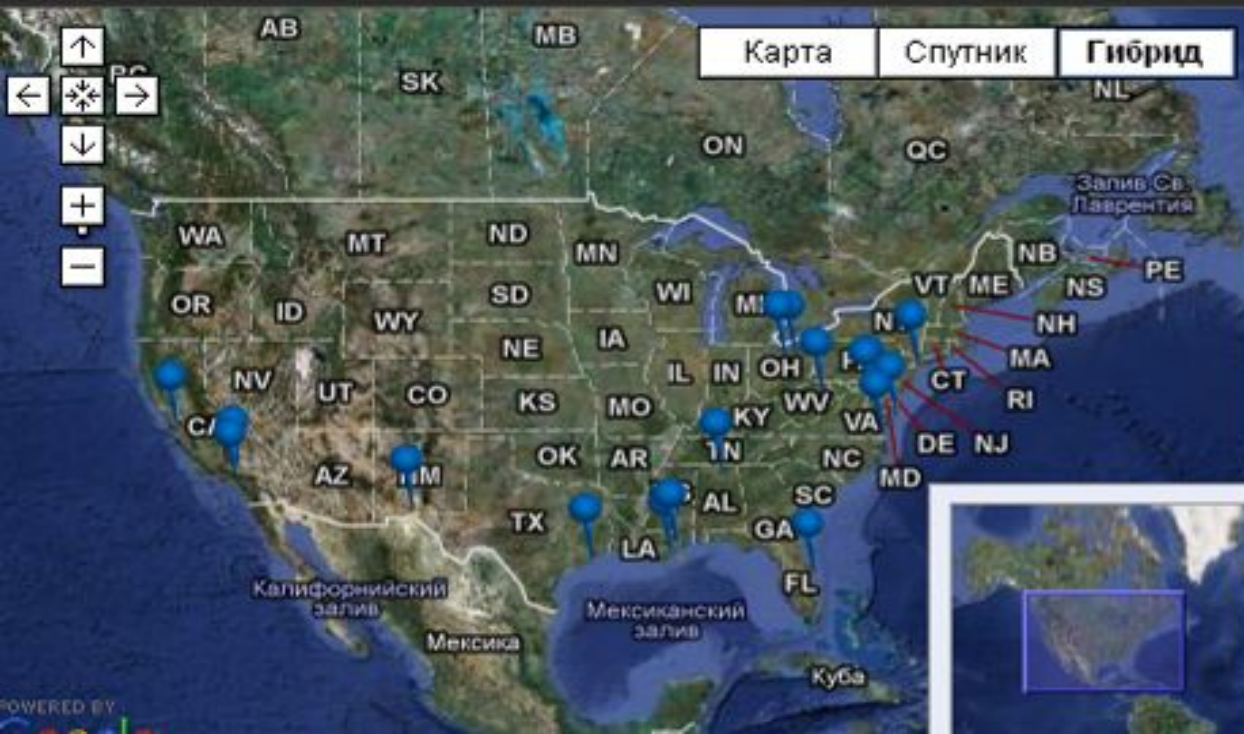 AB
MB
Карта
Спутник
Гибрид
BC
SK
NL
ON
QC
Залив Св.
Лаврентия
WA
MT
ND
MN
NB
PE
OR
ID
SD
WI
VT
ME
NS
WY
NH
NE
IA
MA
NV
UT
CO
IL
IN
OH
CT
RI
KS
MO
KY
WV
VA
DE
NJ
AZ
OK
AR
TN
NC
MD
TX
AL
SC
GA
LA
FL
Калифорнийский
залив
Мексиканский
залив
Мексика
Куба
POWERED BY